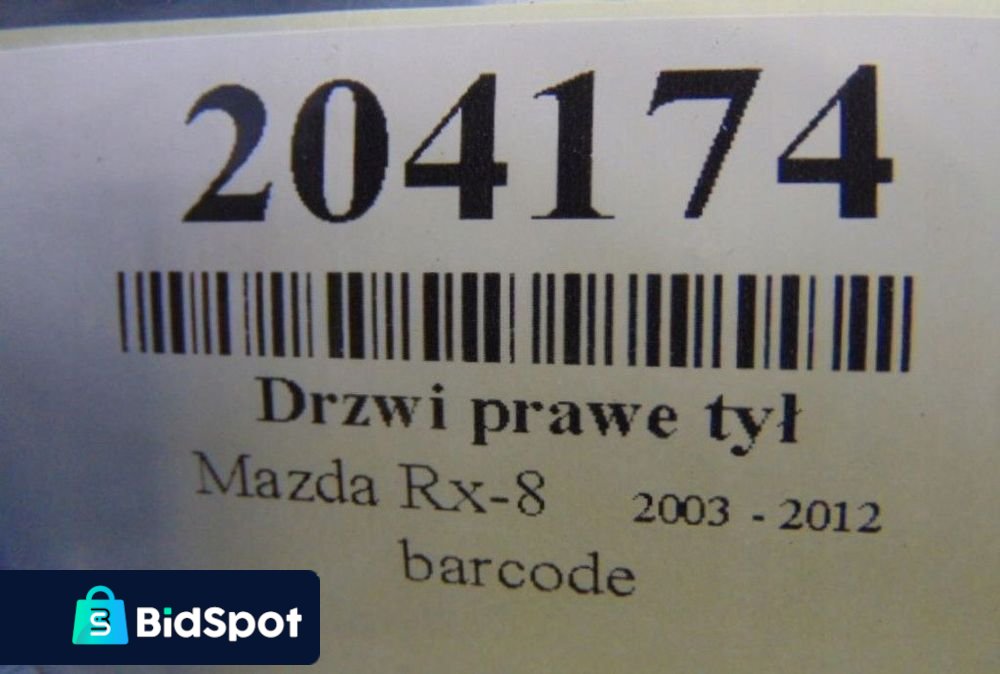 204174
Drzwi prawe tył
Mazda Rx-8 2003 - 2012
barcode
BidSpot